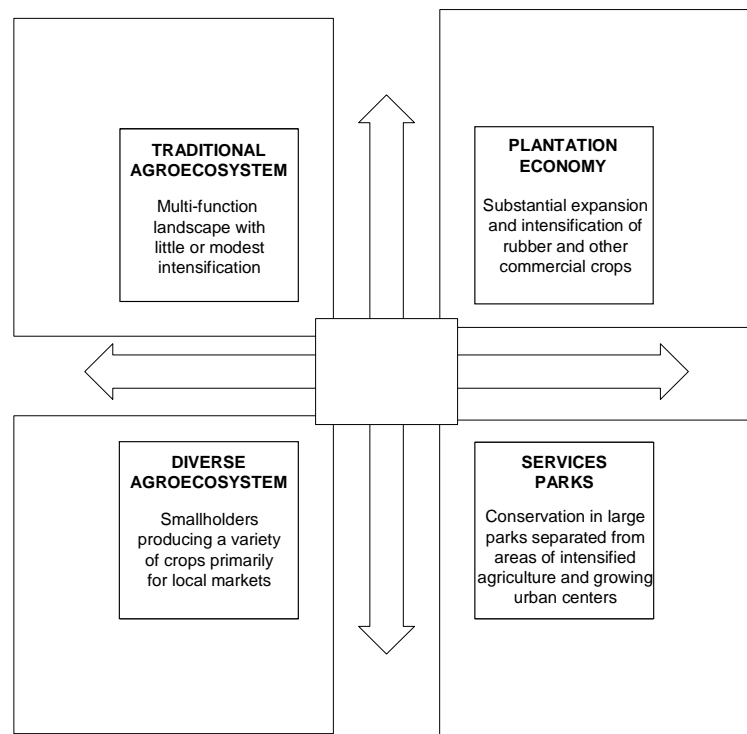 TRADITIONAL
AGROECOSYSTEM
Multi-function
landscape with
little or modest
intensification
PLANTATION
ECONOMY
Substantial expansion
and intensification of
rubber and other
commercial crops
DIVERSE
AGROECOSYSTEM
Smallholders
producing a variety
of crops primarily
for local markets
SERVICES
PARKS
Conservation in large
parks separated from
areas of intensified
agriculture and growing
urban centers